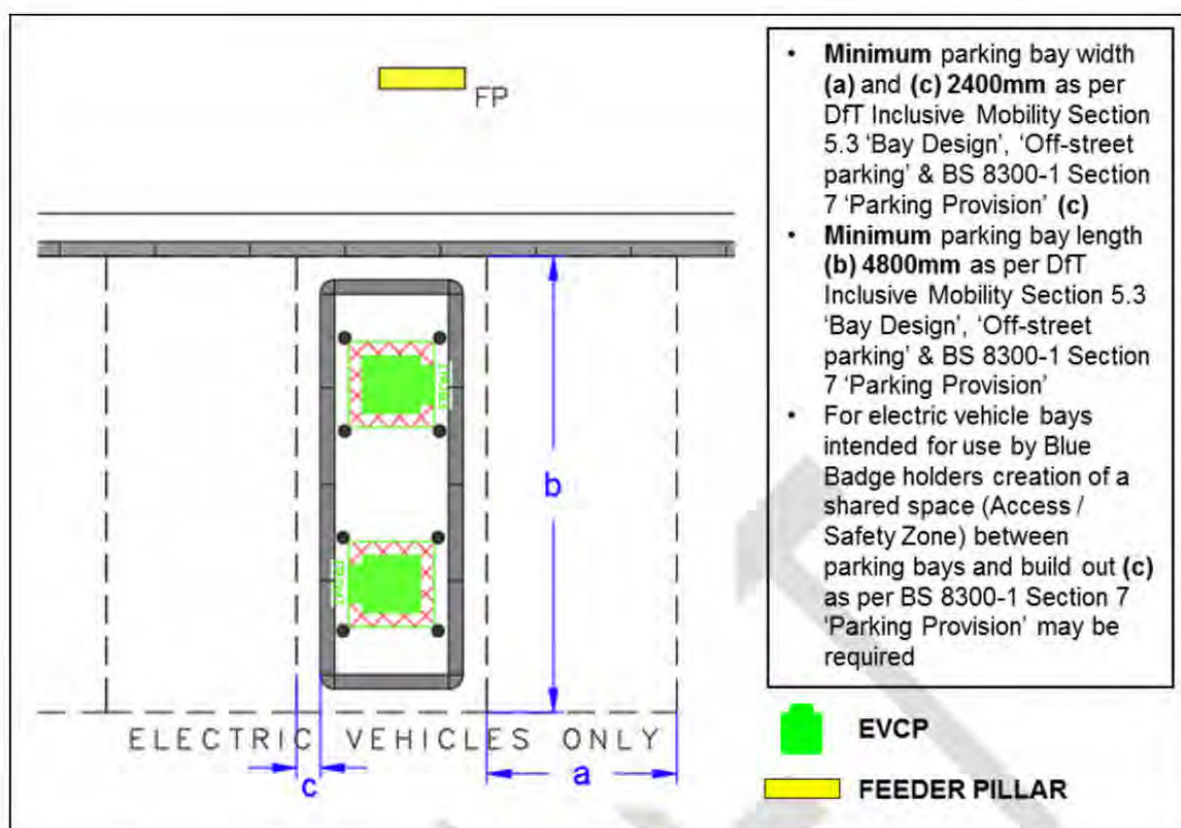 FP
FRONT
b
FRONT
ELECTRIC VEHICLES ONLY
c
a
• Minimum parking bay width
(a) and (c) 2400mm as per
DfT Inclusive Mobility Section
5.3 'Bay Design', 'Off-street
parking' & BS 8300-1 Section
7 'Parking Provision' (c)
• Minimum parking bay length
(b) 4800mm as per DfT
Inclusive Mobility Section 5.3
'Bay Design', 'Off-street
parking' & BS 8300-1 Section
7 'Parking Provision'
• For electric vehicle bays
intended for use by Blue
Badge holders creation of a
shared space (Access /
Safety Zone) between
parking bays and build out (c)
as per BS 8300-1 Section 7
'Parking Provision' may be
required
EVCP
FEEDER PILLAR